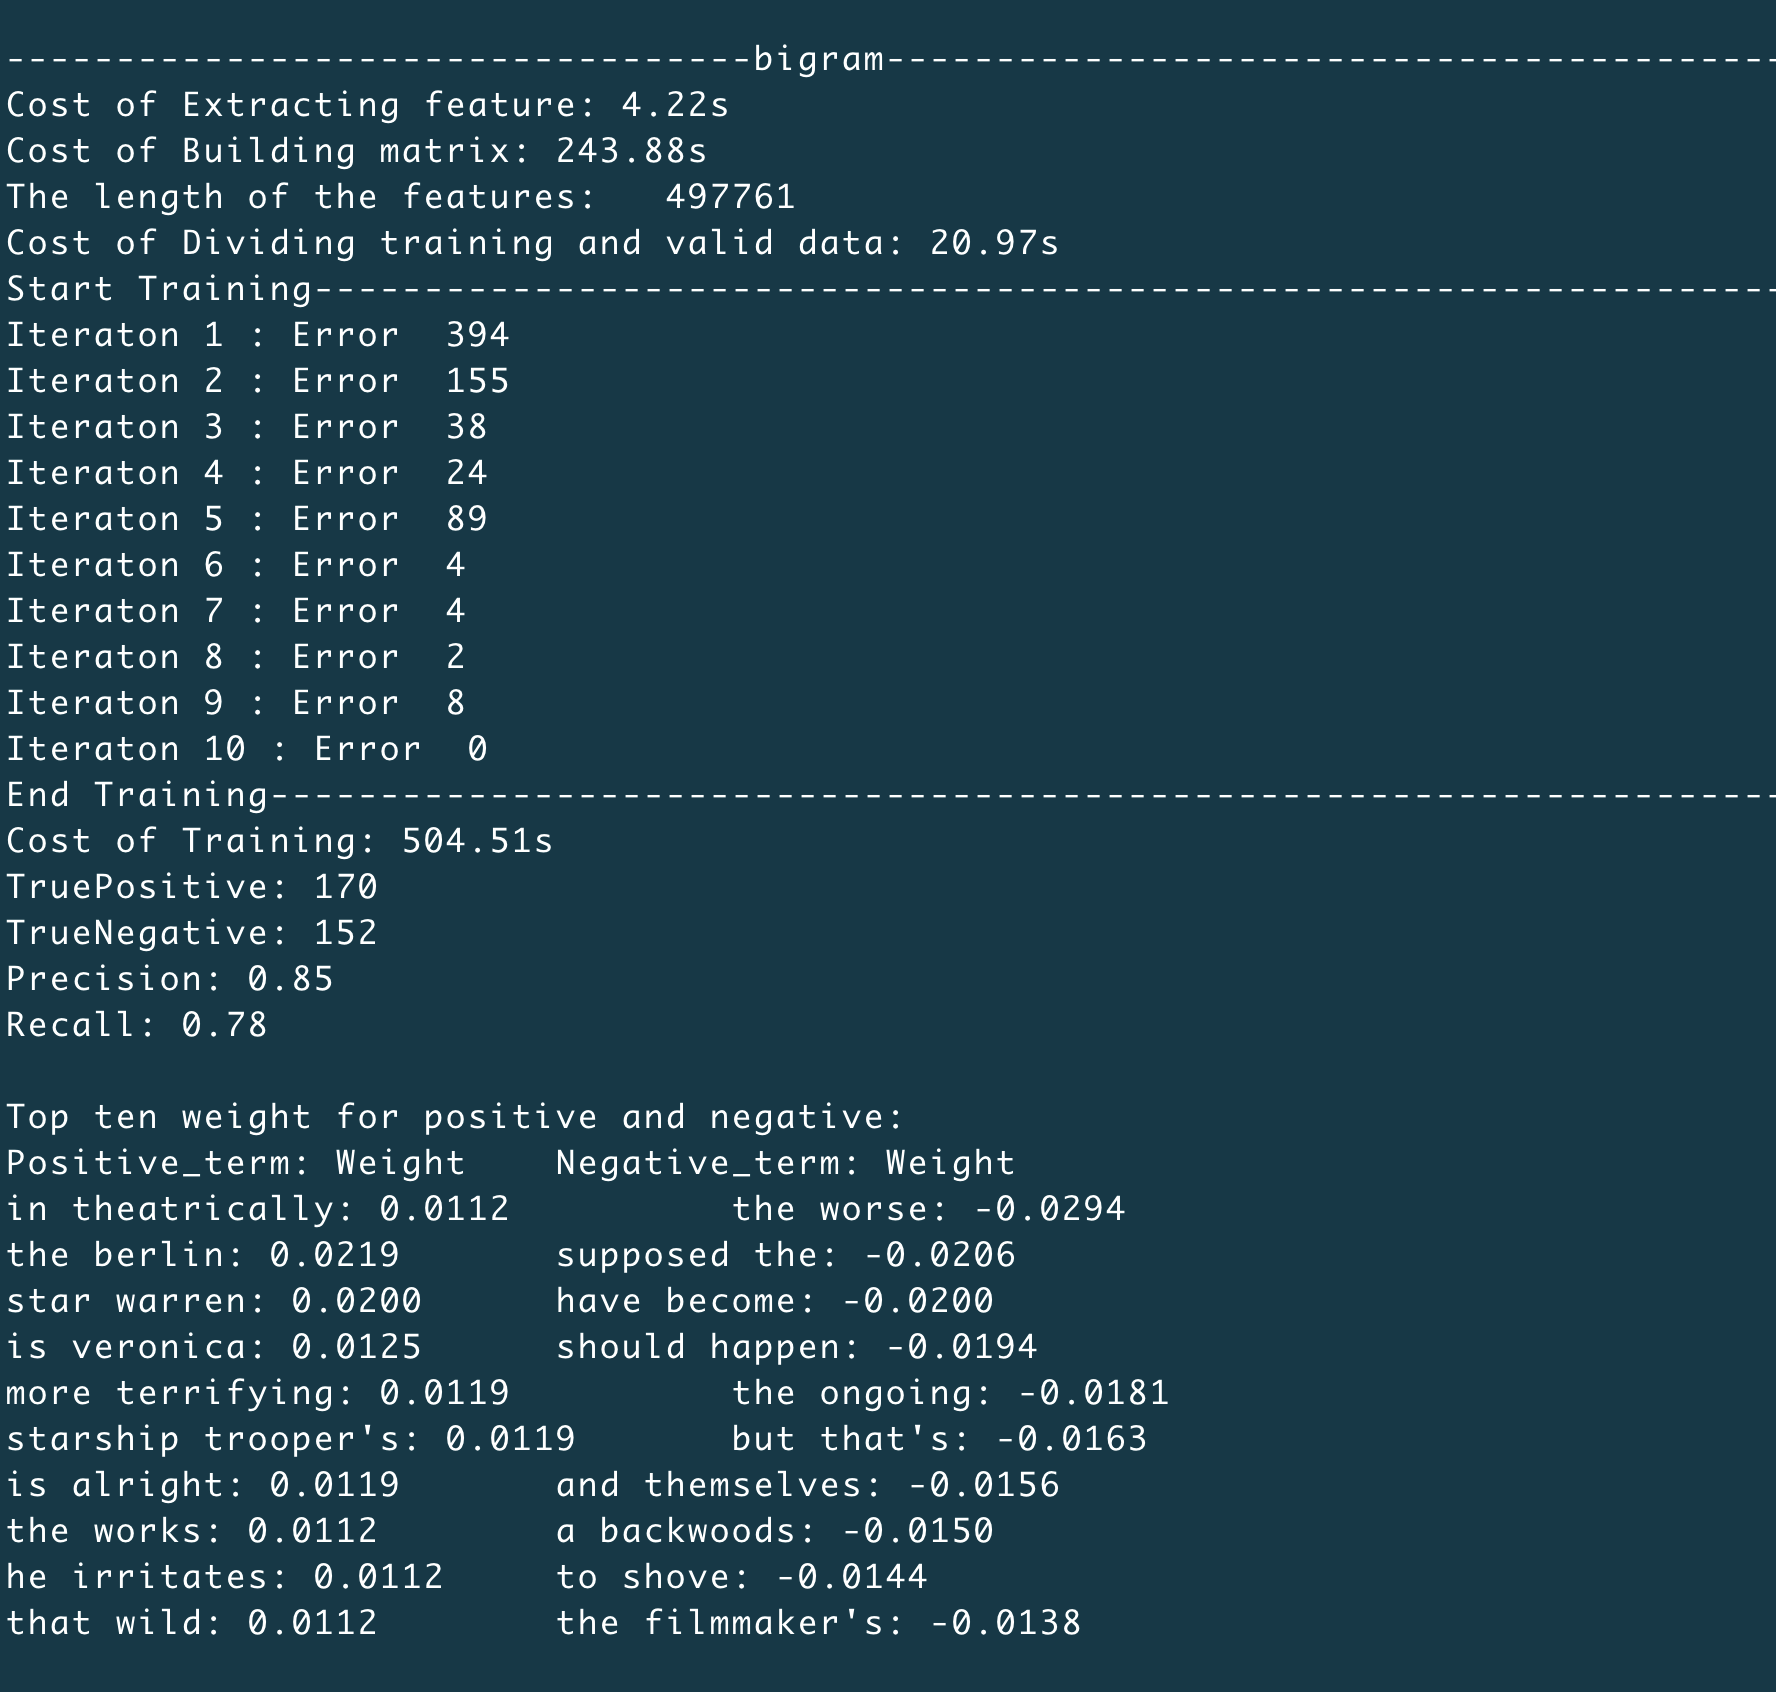 ----------------------------------bigram-----------------------------------------
Cost of Extracting feature: 4.22s
Cost of Building matrix: 243.88s
The length of the features:   497761
Cost of Dividing training and valid data: 20.97s
Start Training-------------------------------------------------------------------
Iteraton 1 : Error  394
Iteraton 2 : Error  155
Iteraton 3 : Error  38
Iteraton 4 : Error  24
Iteraton 5 : Error  89
Iteraton 6 : Error  4
Iteraton 7 : Error  4
Iteraton 8 : Error  2
Iteraton 9 : Error  8
Iteraton 10 : Error  0
End Training---------------------------------------------------------------------
Cost of Training: 504.51s
TruePositive: 170
TrueNegative: 152
Precision: 0.85
Recall: 0.78

Top ten weight for positive and negative:
Positive_term: Weight    Negative_term: Weight
in theatrically: 0.0112          the worse: -0.0294
the berlin: 0.0219       supposed the: -0.0206
star warren: 0.0200      have become: -0.0200
is veronica: 0.0125      should happen: -0.0194
more terrifying: 0.0119          the ongoing: -0.0181
starship trooper's: 0.0119       but that's: -0.0163
is alright: 0.0119       and themselves: -0.0156
the works: 0.0112        a backwoods: -0.0150
he irritates: 0.0112     to shove: -0.0144
that wild: 0.0112        the filmmaker's: -0.0138